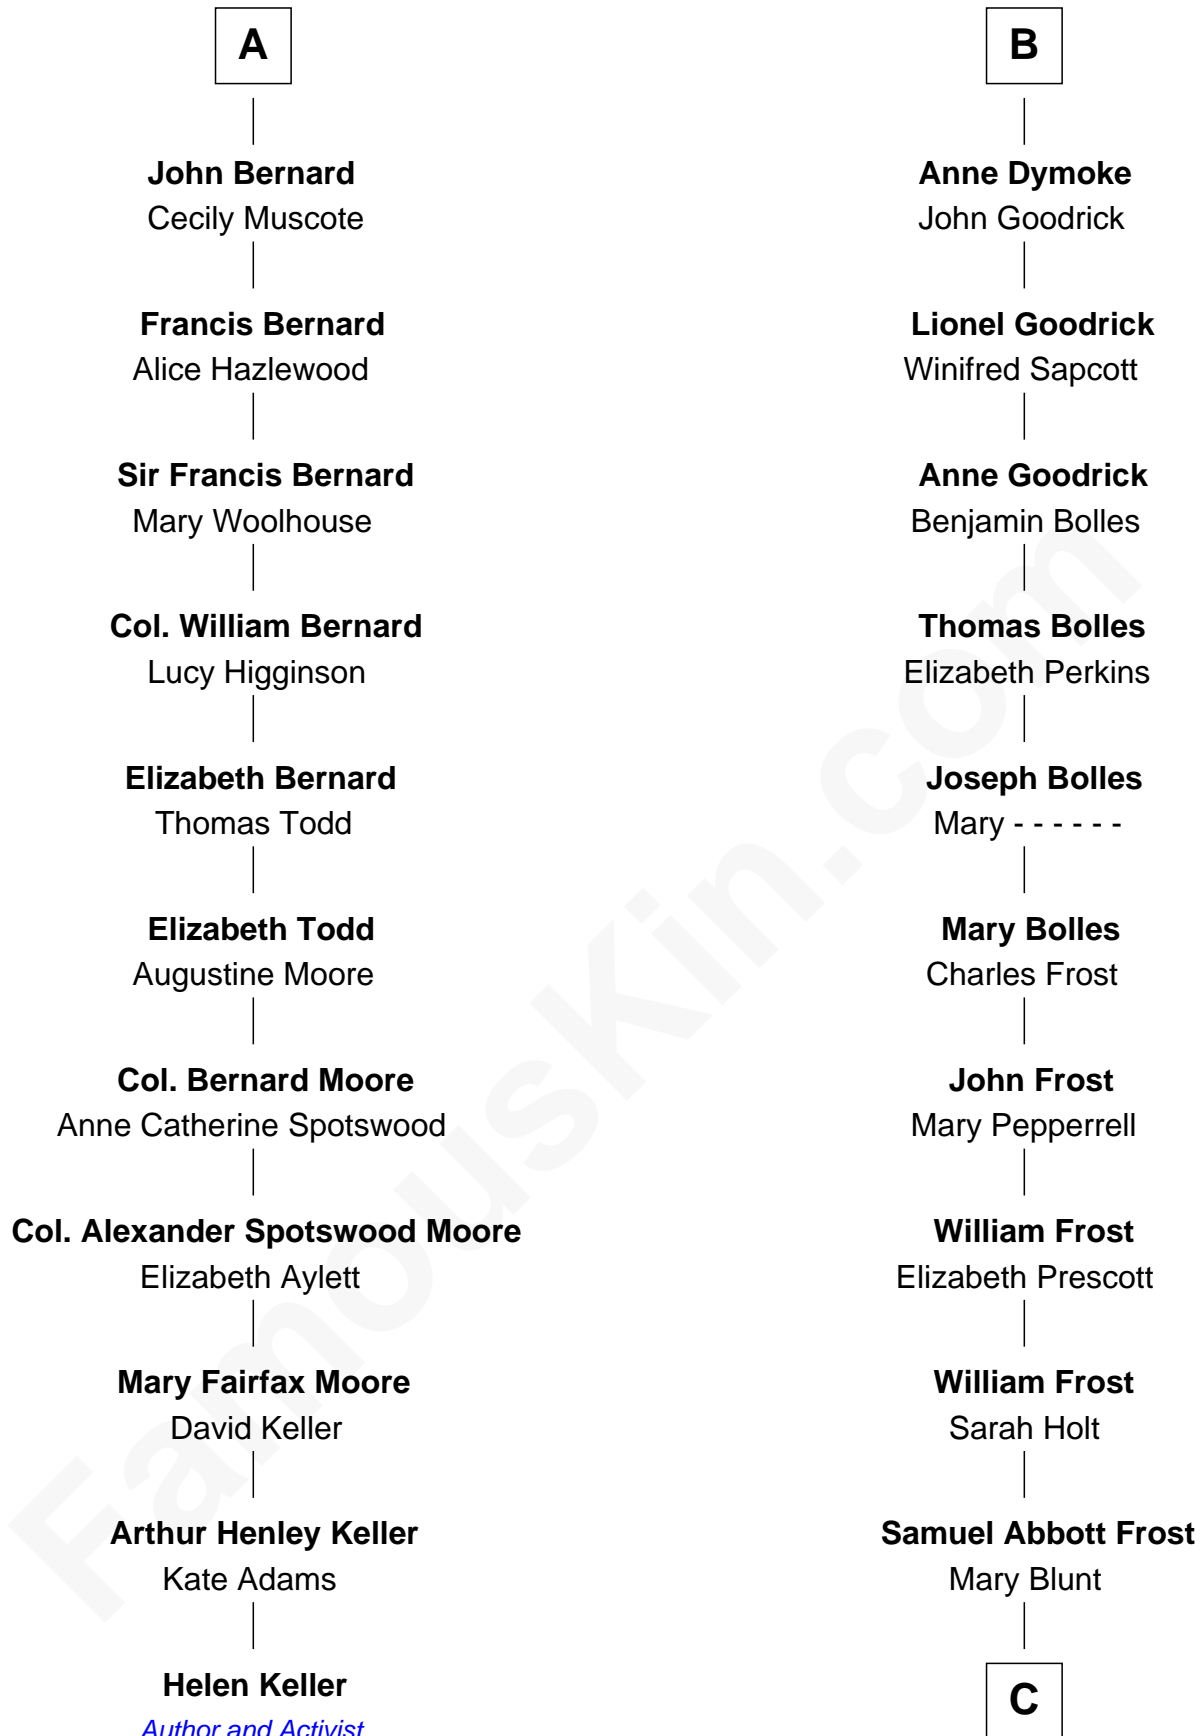 A
John Bernard
Cecily Muscote
Francis Bernard
Alice Hazlewood
Sir Francis Bernard
Mary Woolhouse
Col. William Bernard
Lucy Higginson
Elizabeth Bernard
Thomas Todd
Elizabeth Todd
Augustine Moore
Col. Bernard Moore
Anne Catherine Spotswood
Col. Alexander Spotswood Moore
Elizabeth Aylett
Mary Fairfax Moore
David Keller
Arthur Henley Keller
Kate Adams
Helen Keller
Author and Activist
B
Anne Dymoke
John Goodrick
Lionel Goodrick
Winifred Sapcott
Anne Goodrick
Benjamin Bolles
Thomas Bolles
Elizabeth Perkins
Joseph Bolles
Mary - - - - - -
Mary Bolles
Charles Frost
John Frost
Mary Pepperrell
William Frost
Elizabeth Prescott
William Frost
Sarah Holt
Samuel Abbott Frost
Mary Blunt
C
FamousKin.com